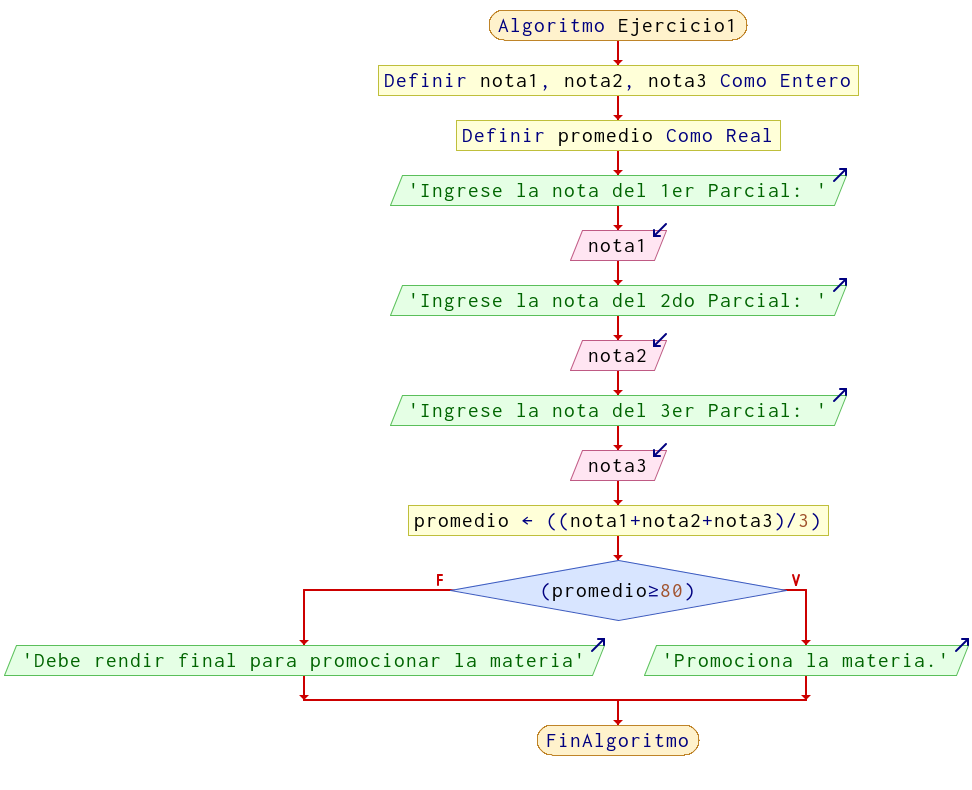 Algoritmo Ejercicio1
Definir nota1, nota2, nota3 Como Entero
Definir promedio Como Real
'Ingrese la nota del 1er Parcial: '
nota1
'Ingrese la nota del 2do Parcial: '
nota2
'Ingrese la nota del 3er Parcial: '
nota3
promedio ← ((nota1+nota2+nota3)/3)
F
V
(promedio≥80)
'Debe rendir final para promocionar la materia'
'Promociona la materia.'
FinAlgoritmo